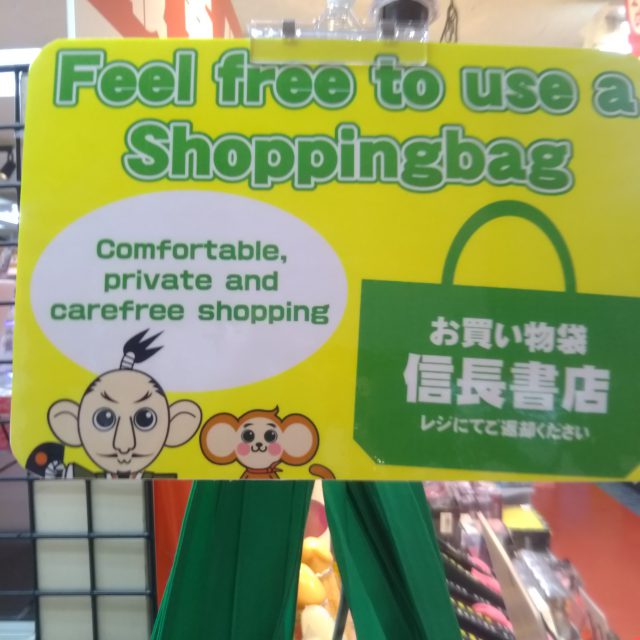 Feel free to use a
Shoppingbag
Comfortable,
private and
carefree shopping
お買い物袋
信長書店
レジにてご返却ください